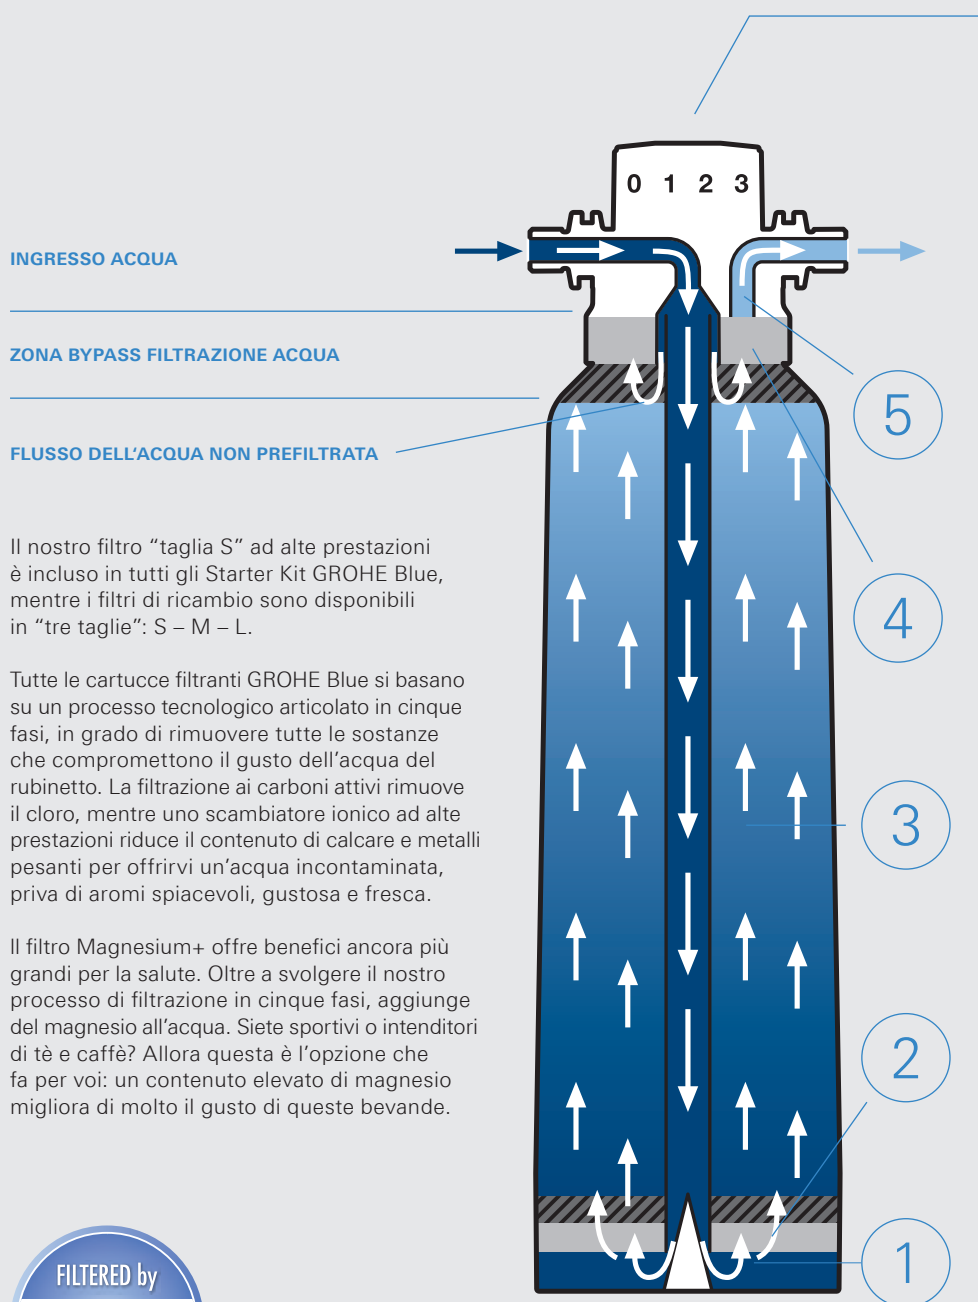 0 1 2 3
INGRESSO ACQUA
ZONA BYPASS FILTRAZIONE ACQUA
FLUSSO DELL'ACQUA NON PREFILTRATA
5
Il nostro filtro “taglia S” ad alte prestazioni
è incluso in tutti gli Starter Kit GROHE Blue,
mentre i filtri di ricambio sono disponibili
in “tre taglie”: S – M – L.
4
Tutte le cartucce filtranti GROHE Blue si basano
su un processo tecnologico articolato in cinque
fasi, in grado di rimuovere tutte le sostanze
che compromettono il gusto dell’acqua del
rubinetto. La filtrazione ai carboni attivi rimuove
il cloro, mentre uno scambiatore ionico ad alte
prestazioni riduce il contenuto di calcare e metalli
pesanti per offrirvi un’acqua incontaminata,
priva di aromi spiacevoli, gustosa e fresca.
3
Il filtro Magnesium+ offre benefici ancora più
grandi per la salute. Oltre a svolgere il nostro
processo di filtrazione in cinque fasi, aggiunge
del magnesio all’acqua. Siete sportivi o intenditori
di tè e caffè? Allora questa è l’opzione che
fa per voi: un contenuto elevato di magnesio
migliora di molto il gusto di queste bevande.
2
1
FILTERED by